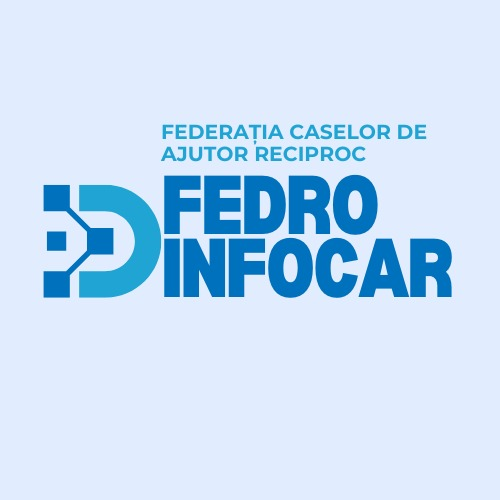 FEDERAȚIA CASELOR DE
AJUTOR RECIPROC
FEDRO
INFOCAR